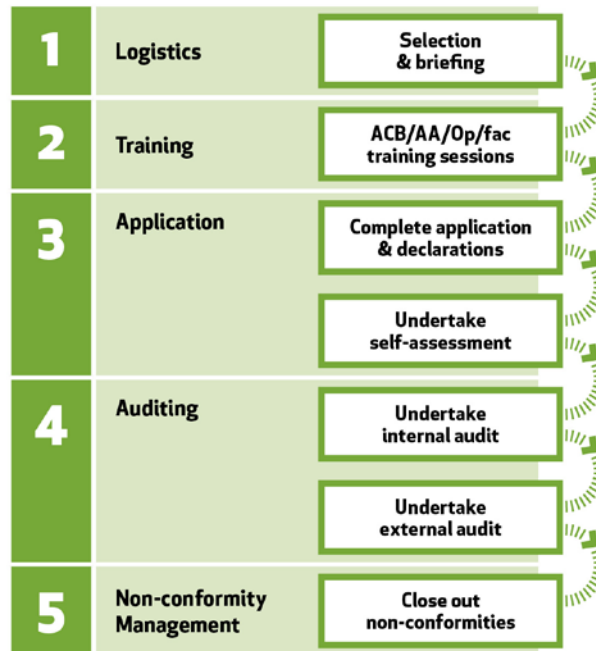 1
Logistics
Selection
& briefing
2
Training
ACB/AA/Op/fac
training sessions
3
Application
Complete application
& declarations
Undertake
self-assessment
4
Auditing
Undertake
internal audit
Undertake
external audit
5
Non-conformity
Management
Close out
non-conformities